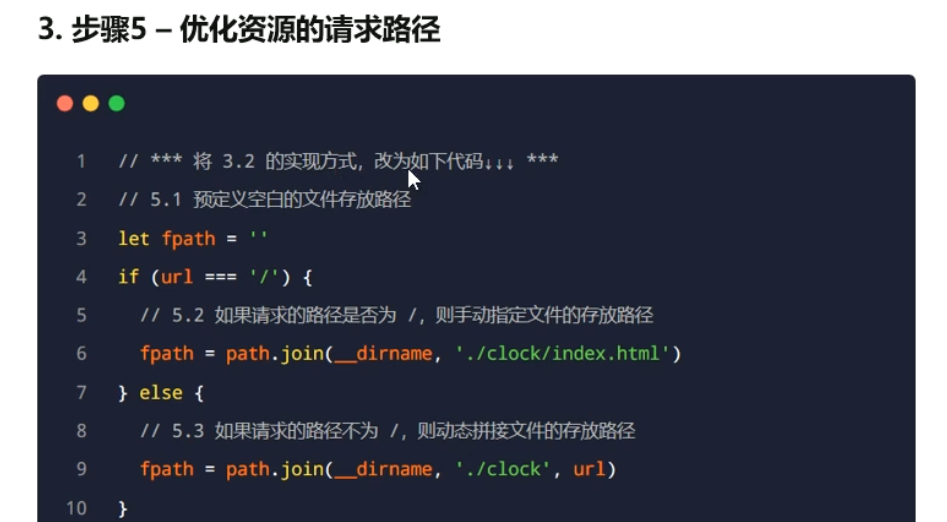 3. 步骤5 – 优化资源的请求路径
1 // *** 将 3.2 的实现方式，改为如下代码↓↓↓ ***
2 // 5.1 预定义空白的文件存放路径
3 let fpath = ''
4 if (url === '/') {
5 // 5.2 如果请求的路径是否为 /，则手动指定文件的存放路径
6 fpath = path.join(__dirname, './clock/index.html')
7 } else {
8 // 5.3 如果请求的路径不为 /，则动态拼接文件的存放路径
9 fpath = path.join(__dirname, './clock', url)
10 }